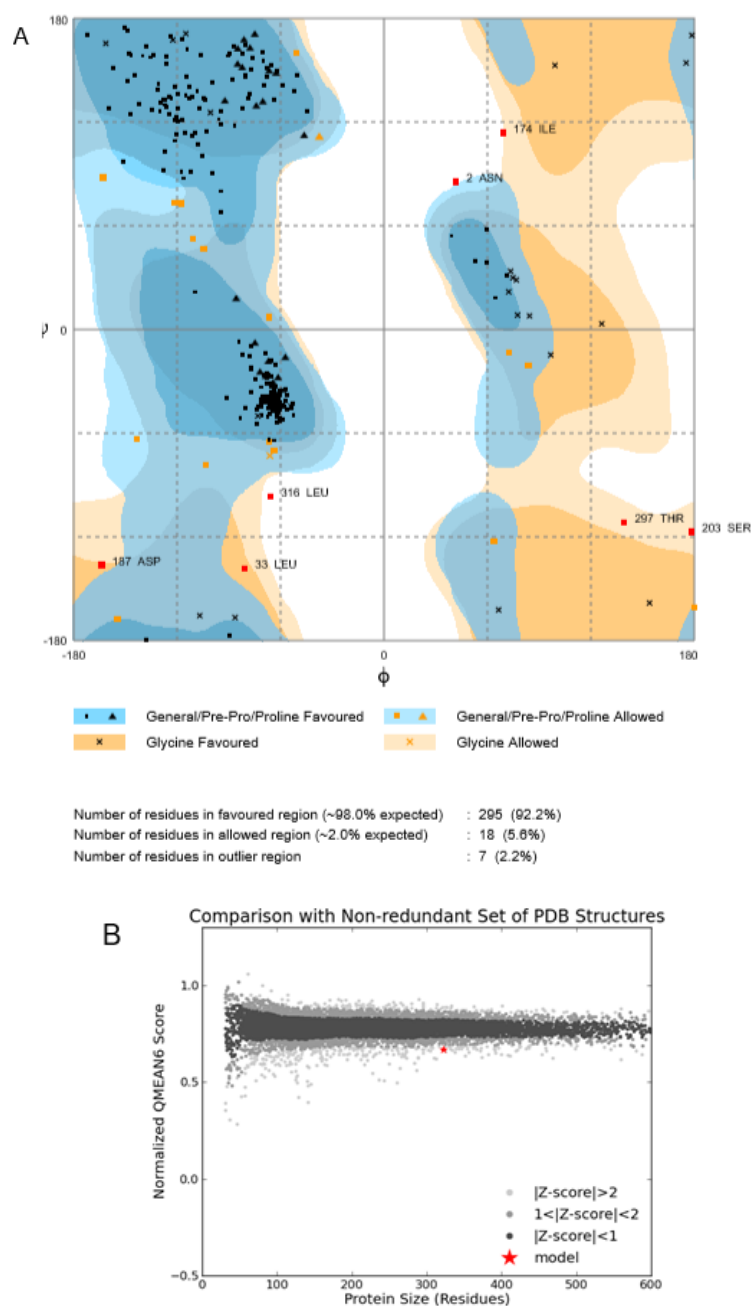 A
180
174 ILE
2 ASN
0
316 LEU
297 THR
203 SER
187 ASP
33 LEU
-180
-180
0
180
ϕ
General/Pre-Pro/Proline Favoured
General/Pre-Pro/Proline Allowed
Glycine Favoured
Glycine Allowed
Number of residues in favoured region (~98.0% expected) : 295 (92.2%)
Number of residues in allowed region (~2.0% expected) : 18 (5.6%)
Number of residues in outlier region : 7 (2.2%)
B
Comparison with Non-redundant Set of PDB Structures
Normalized QMEAN6 Score
1.0
0.5
0.0
−0.5
|Z-score|>2
1<|Z-score|<2
|Z-score|<1
model
0 100 200 300 400 500 600
Protein Size (Residues)